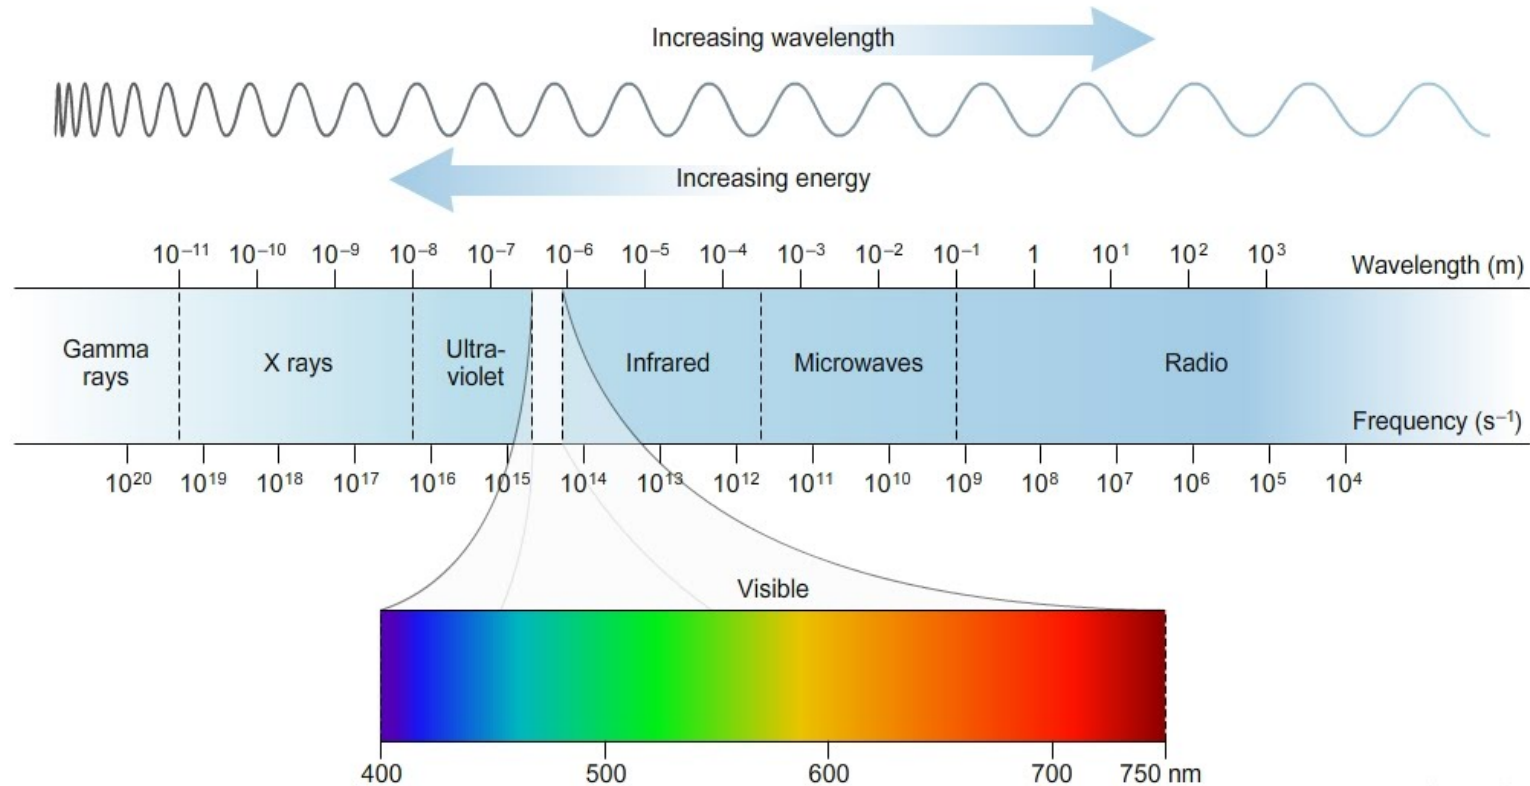 Increasing wavelength
Increasing energy
10⁻¹¹ 10⁻¹⁰ 10⁻⁹ 10⁻⁸ 10⁻⁷ 10⁻⁶ 10⁻⁵ 10⁻⁴ 10⁻³ 10⁻² 10⁻¹ 1 10¹ 10² 10³ Wavelength (m)
Gamma
rays
X rays
Ultra-
violet
Infrared
Microwaves
Radio
Frequency (s⁻¹)
10²⁰ 10¹⁹ 10¹⁸ 10¹⁷ 10¹⁶ 10¹⁵ 10¹⁴ 10¹³ 10¹² 10¹¹ 10¹⁰ 10⁹ 10⁸ 10⁷ 10⁶ 10⁵ 10⁴
Visible
400 500 600 700 750 nm